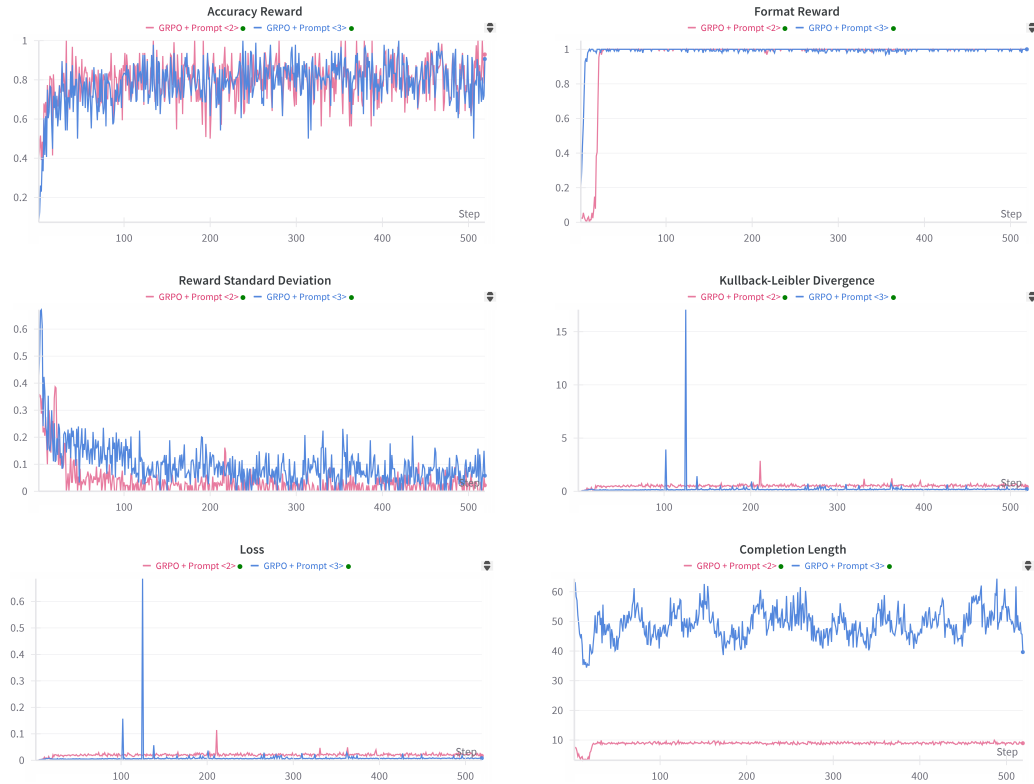 Accuracy Reward
GRPO + Prompt <2> GRPO + Prompt <3>
1
0.8
0.6
0.4
0.2
Step
100 200 300 400 500
Format Reward
GRPO + Prompt <2> GRPO + Prompt <3>
1
0.8
0.6
0.4
0.2
0
Step
100 200 300 400 500
Reward Standard Deviation
GRPO + Prompt <2> GRPO + Prompt <3>
0.6
0.5
0.4
0.3
0.2
0.1
0
Step
100 200 300 400 500
Kullback-Leibler Divergence
GRPO + Prompt <2> GRPO + Prompt <3>
15
10
5
0
Step
100 200 300 400 500
Loss
GRPO + Prompt <2> GRPO + Prompt <3>
0.6
0.5
0.4
0.3
0.2
0.1
0
Step
100 200 300 400 500
Completion Length
GRPO + Prompt <2> GRPO + Prompt <3>
60
50
40
30
20
10
Step
100 200 300 400 500